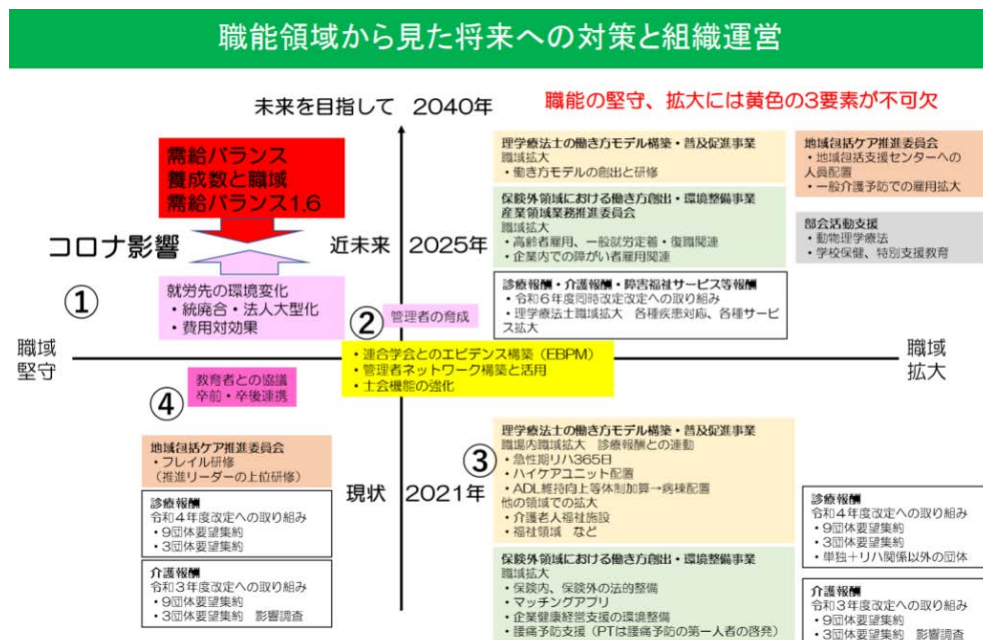 職能領域から見た将来への対策と組織運営
未来を目指して 2040年
職能の堅守、拡大には黄色の3要素が不可欠
需給バランス
養成数と職域
需給バランス1.6
コロナ影響
①
就労先の環境変化
・統廃合・法人大型化
・費用対効果
近未来 2025年
理学療法士の働き方モデル構築・普及促進事業
職域拡大
・働き方モデルの創出と研修
保険外領域における働き方創出・環境整備事業
産業領域業務推進委員会
職域拡大
・高齢者雇用、一般就労定着・復職関連
・企業内での障がい者雇用関連
診療報酬・介護報酬・障害福祉サービス等報酬
・令和6年度同時改定改定への取り組み
・理学療法士職域拡大 各種疾患対応、各種サービ
ス拡大
地域包括ケア推進委員会
・地域包括支援センターへの
人員配置
・一般介護予防での雇用拡大
部会活動支援
・動物理学療法
・学校保健、特別支援教育
②
管理者の育成
職域
堅守
・連合学会とのエビデンス構築（EBPM）
・管理者ネットワーク構築と活用
・士会機能の強化
職域
拡大
④
教育者との協議
卒前・卒後連携
地域包括ケア推進委員会
・フレイル研修
（推進リーダーの上位研修）
診療報酬
令和4年度改定への取り組み
・9団体要望集約
・3団体要望集約
介護報酬
令和3年度改定への取り組み
・9団体要望集約
・3団体要望集約 影響調査
現状 2021年
③
理学療法士の働き方モデル構築・普及促進事業
職場内職域拡大 診療報酬との連動
・急性期リハ365日
・ハイケアユニット配置
・ADL維持向上等体制加算→病棟配置
他の領域での拡大
・介護老人福祉施設
・福祉領域 など
保険外領域における働き方創出・環境整備事業
職域拡大
・保険内、保険外の法的整備
・マッチングアプリ
・企業健康経営支援の環境整備
・腰痛予防支援（PTは腰痛予防の第一人者の啓発）
診療報酬
令和4年度改定への取り組み
・9団体要望集約
・3団体要望集約
・単独＋リハ関係以外の団体
介護報酬
令和3年度改定への取り組み
・9団体要望集約
・3団体要望集約 影響調査